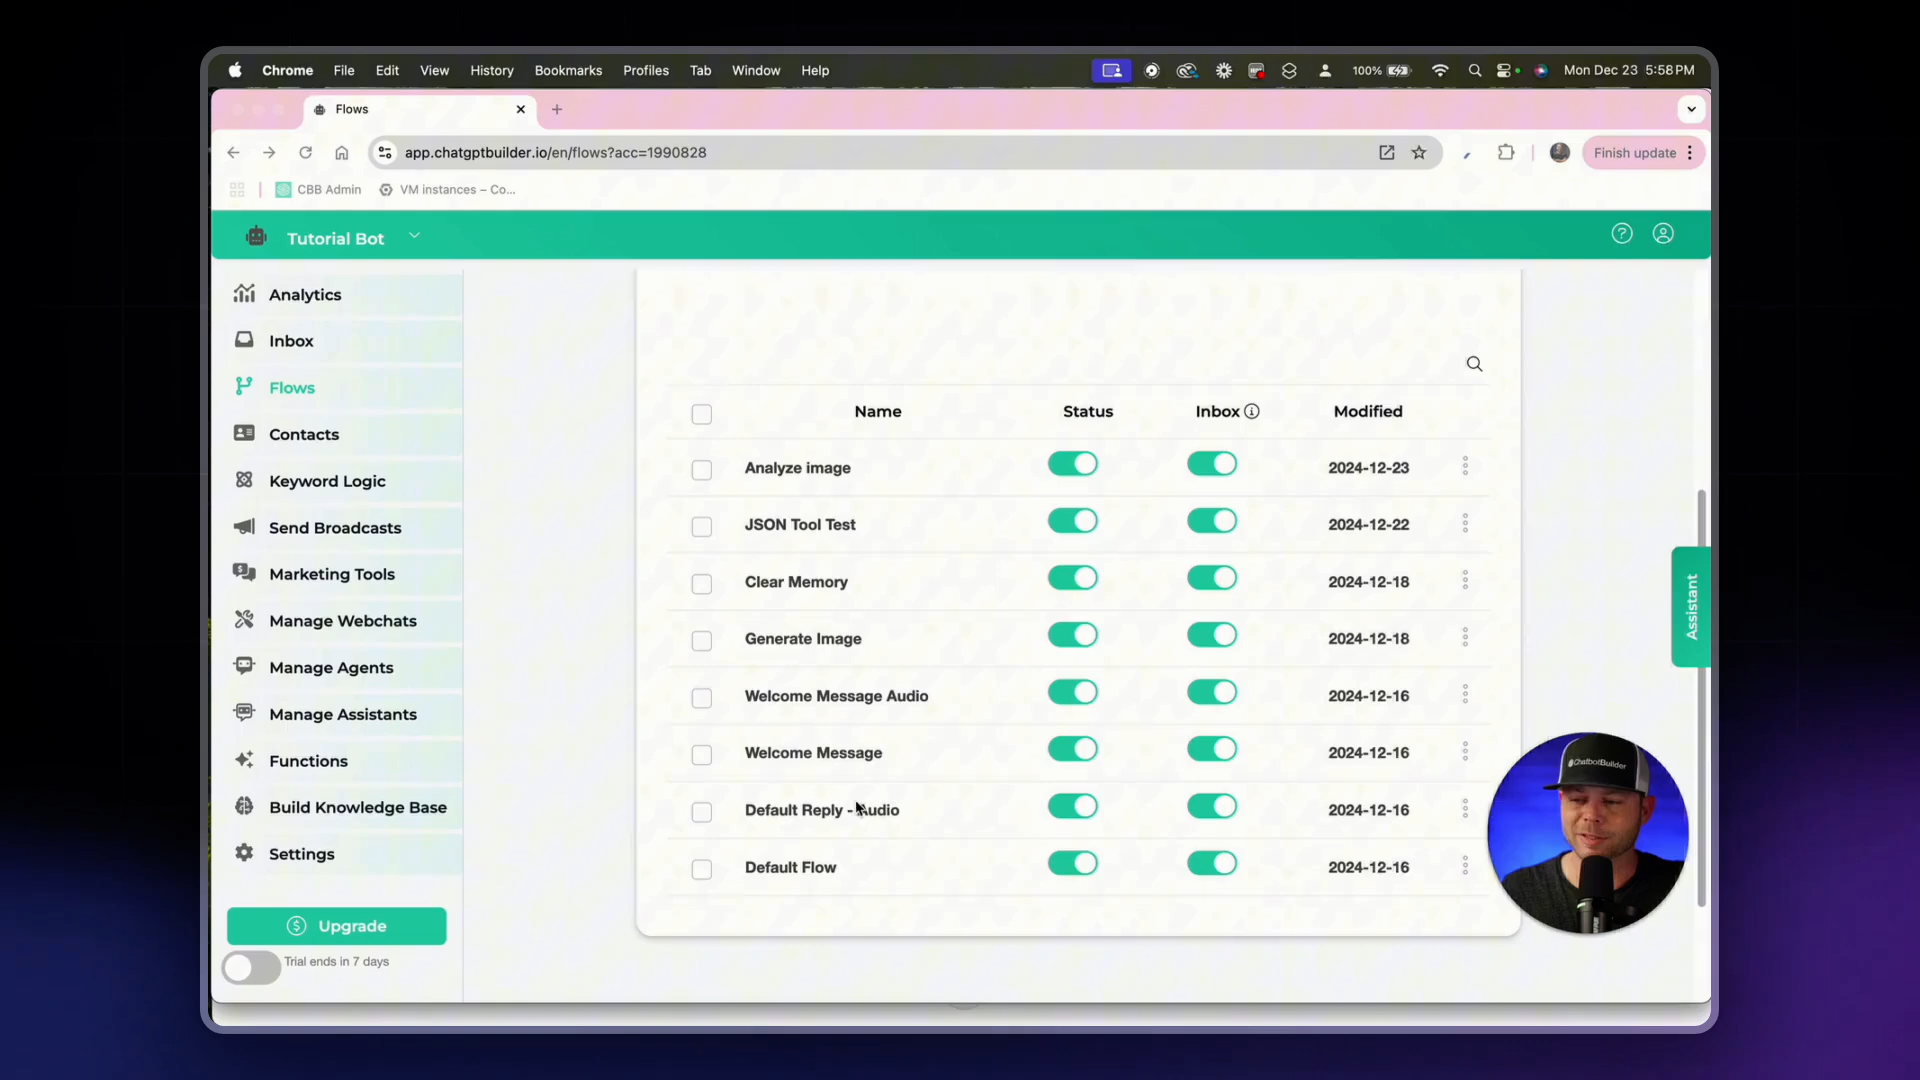 Chrome File Edit View History Bookmarks Profiles Tab Window Help 100% Mon Dec 23 5:58 PM
Flows
app.chatgptbuilder.io/en/flows?acc=1990828 Finish update
CBB Admin VM instances – Co...
Tutorial Bot
Analytics
Inbox
Flows
Contacts
Keyword Logic
Send Broadcasts
Marketing Tools
Manage Webchats
Manage Agents
Manage Assistants
Functions
Build Knowledge Base
Settings
Upgrade
Trial ends in 7 days
Name Status Inbox Modified
Analyze image 2024-12-23
JSON Tool Test 2024-12-22
Clear Memory 2024-12-18
Generate Image 2024-12-18
Welcome Message Audio 2024-12-16
Welcome Message 2024-12-16
Default Reply - Audio 2024-12-16
Default Flow 2024-12-16
Assistant
ChatbotBuilder